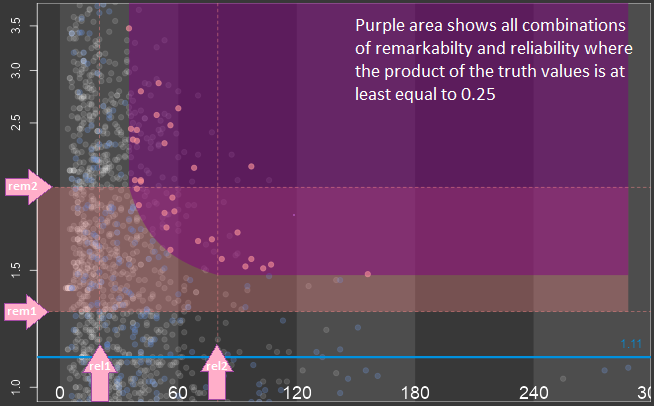 Purple area shows all combinations
of remarkabilty and reliability where
the product of the truth values is at
least equal to 0.25
3.5
3.0
2.5
rem2
1.5
rem1
1.11
rel1
rel2
1.0
0
60
120
180
240
30